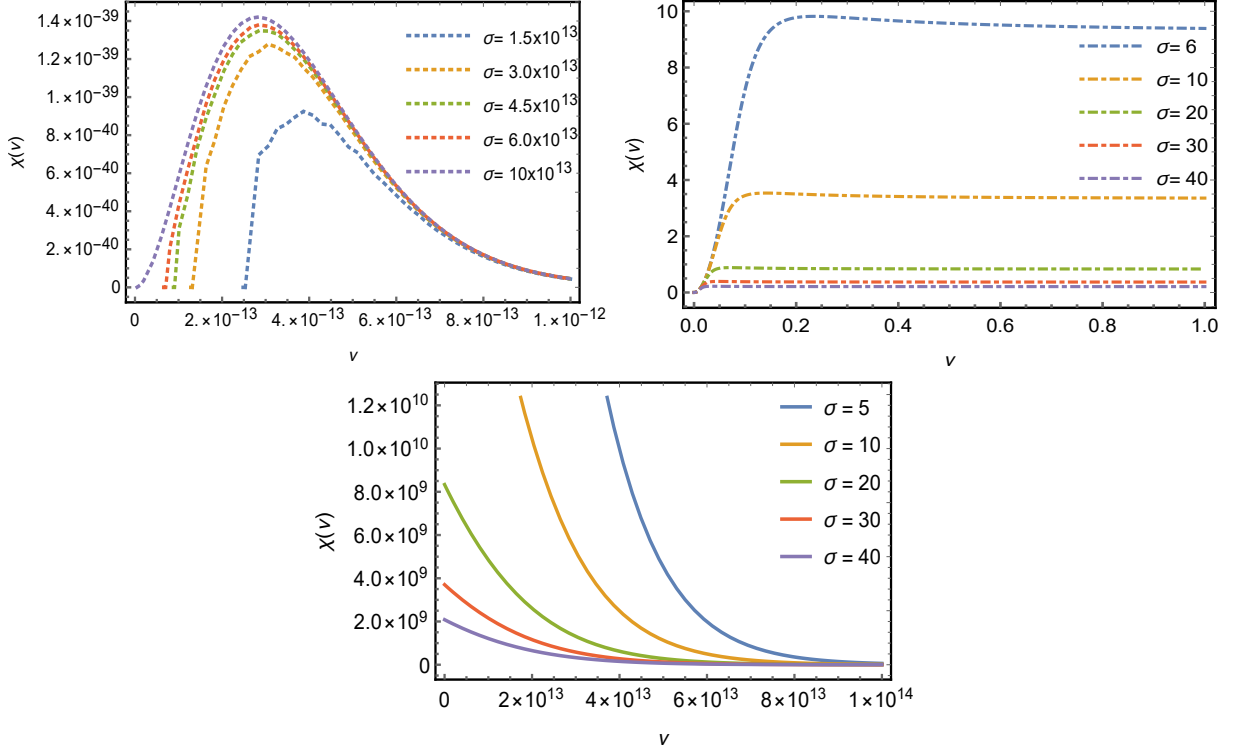 1.4×10⁻³⁹
1.2×10⁻³⁹
1.×10⁻³⁹
8.×10⁻⁴⁰
6.×10⁻⁴⁰
4.×10⁻⁴⁰
2.×10⁻⁴⁰
0
χ(ν)
0 2.×10⁻¹³ 4.×10⁻¹³ 6.×10⁻¹³ 8.×10⁻¹³ 1.×10⁻¹²
ν
σ= 1.5x10¹³
σ= 3.0x10¹³
σ= 4.5x10¹³
σ= 6.0x10¹³
σ= 10x10¹³
10
8
6
4
2
0
χ(ν)
0.0 0.2 0.4 0.6 0.8 1.0
ν
σ= 6
σ= 10
σ= 20
σ= 30
σ= 40
1.2×10¹⁰
1.0×10¹⁰
8.0×10⁹
6.0×10⁹
4.0×10⁹
2.0×10⁹
0
χ(ν)
0 2×10¹³ 4×10¹³ 6×10¹³ 8×10¹³ 1×10¹⁴
ν
σ = 5
σ = 10
σ = 20
σ = 30
σ = 40